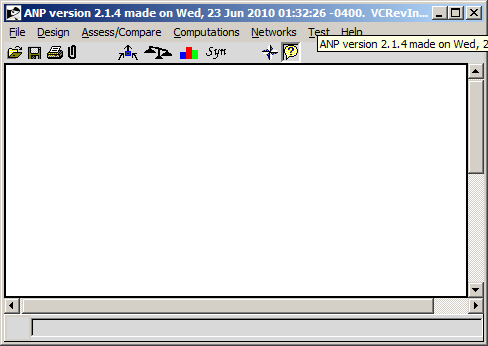 ANP version 2.1.4 made on Wed, 23 Jun 2010 01:32:26 -0400. VCRevIn...
File Design Assess/Compare Computations Networks Test Help
ANP version 2.1.4 made on Wed, 2
Syn